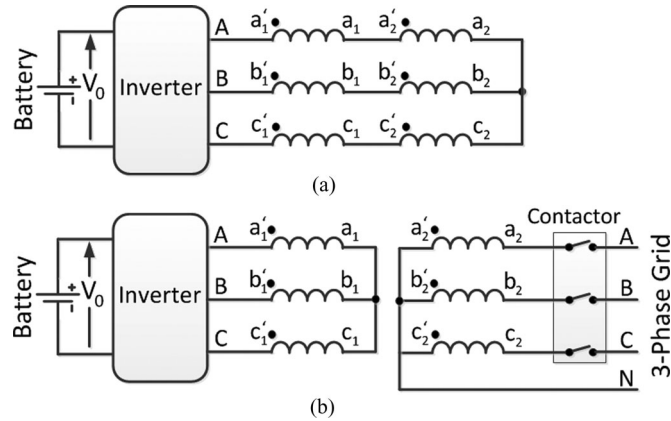 A a₁' a₁ a₂' a₂
B b₁' b₁ b₂' b₂
C c₁' c₁ c₂' c₂
Battery
+
-
V₀
Inverter
(a)
A a₁' a₁ a₂' a₂ Contactor A
B b₁' b₁ b₂' b₂ B
C c₁' c₁ c₂' c₂ C
N
Battery
+
-
V₀
Inverter
3-Phase Grid
(b)